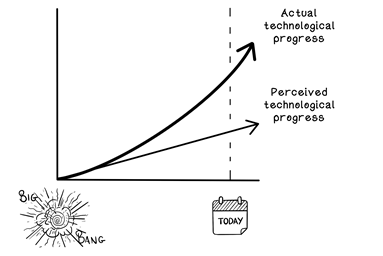 Actual
technological
progress
Perceived
technological
progress
BIG
BANG
TODAY